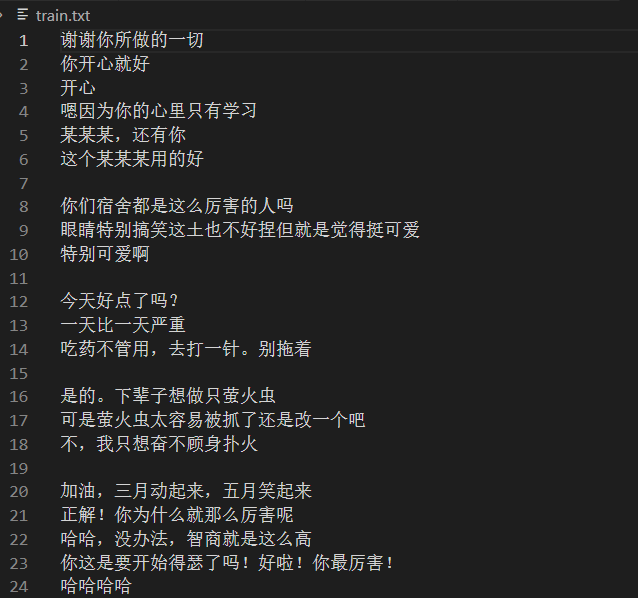 train.txt
1 谢谢你所做的一切
2 你开心就好
3 开心
4 嗯因为你的心里只有学习
5 某某某，还有你
6 这个某某某用的好
7
8 你们宿舍都是这么厉害的人吗
9 眼睛特别搞笑这土也不好捏但就是觉得挺可爱
10 特别可爱啊
11
12 今天好点了吗？
13 一天比一天严重
14 吃药不管用，去打一针。别拖着
15
16 是的。下辈子想做只萤火虫
17 可是萤火虫太容易被抓了还是改一个吧
18 不，我只想奋不顾身扑火
19
20 加油，三月动起来，五月笑起来
21 正解！你为什么就那么厉害呢
22 哈哈，没办法，智商就是这么高
23 你这是要开始得瑟了吗！好啦！你最厉害！
24 哈哈哈哈